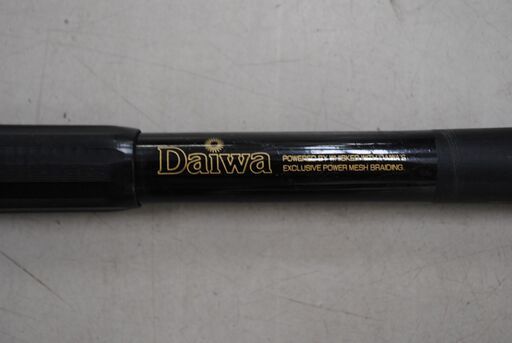 Daiwa
POWERED BY WHISKER
EXCLUSIVE POWER MESH BRAIDING.